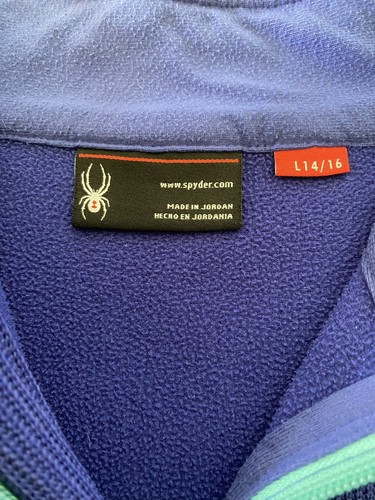 www.spyder.com
MADE IN JORDAN
HECHO EN JORDANIA
L14/16